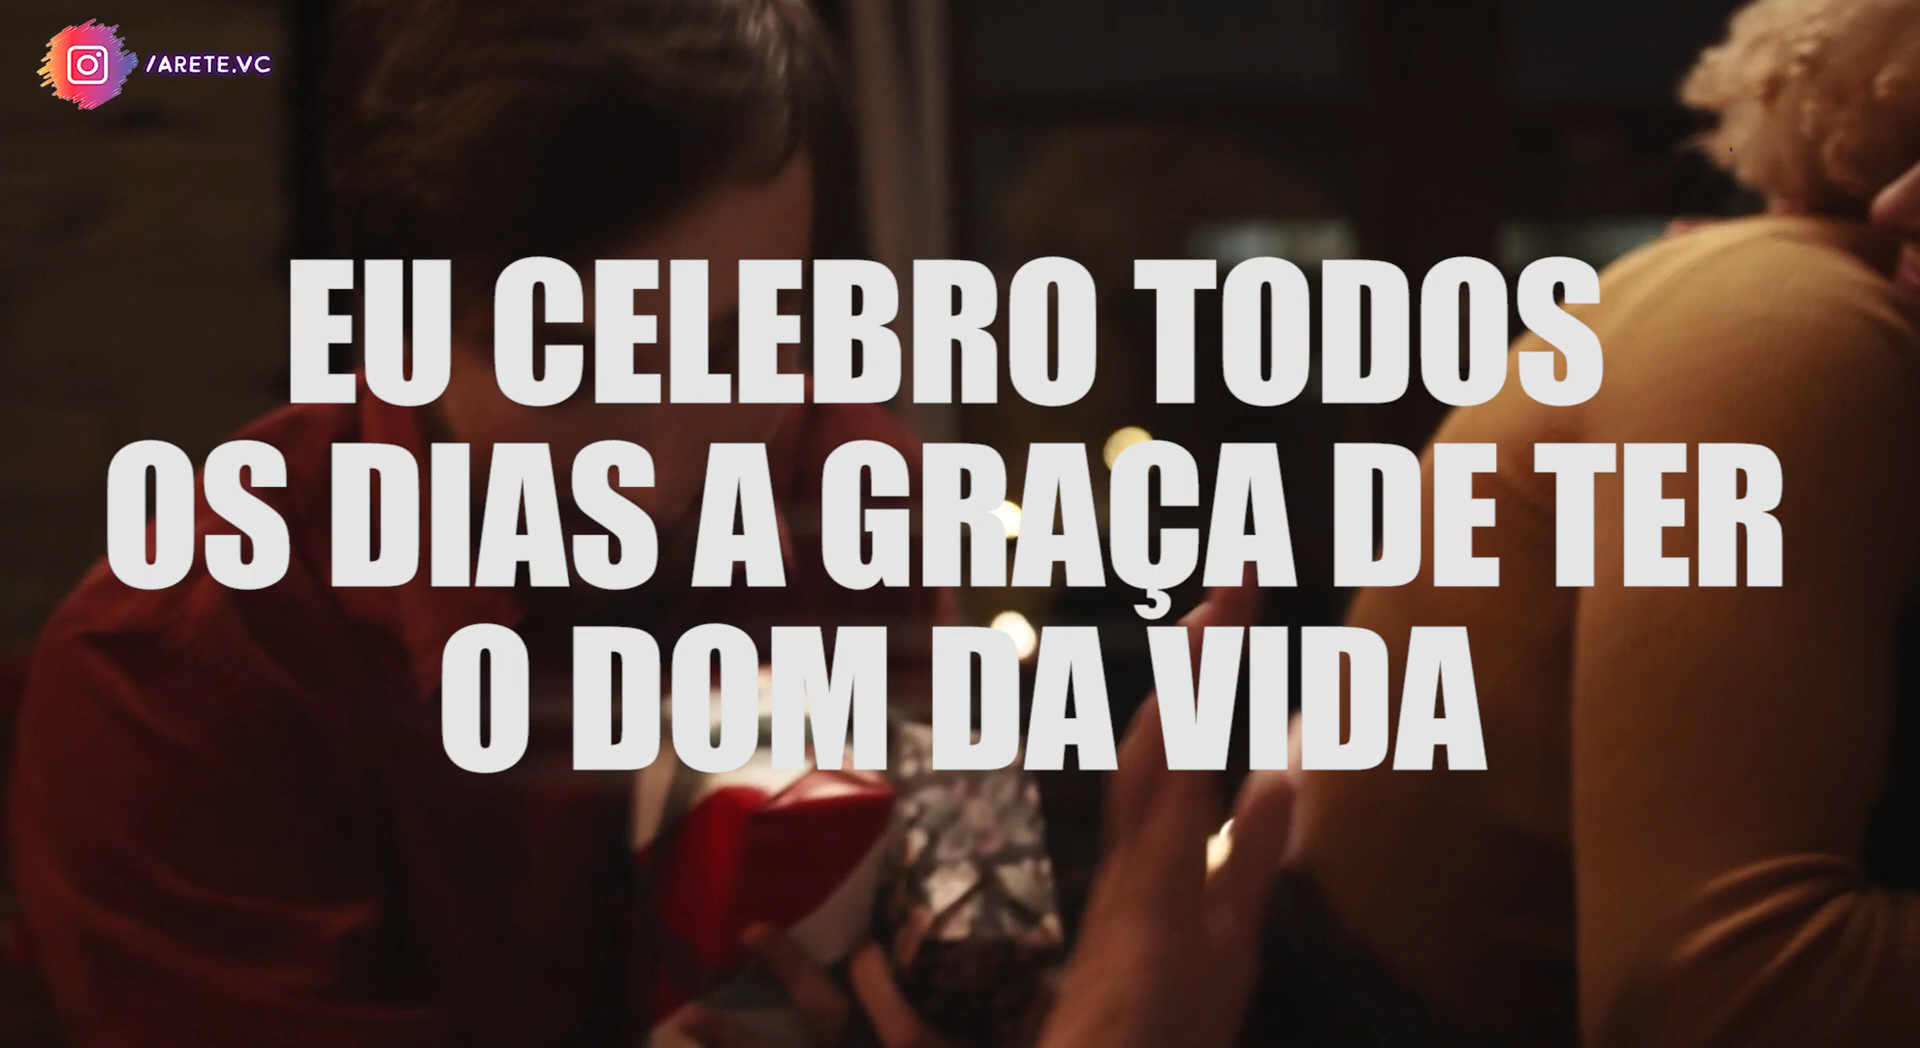 /ARETE.VC
EU CELEBRO TODOS
OS DIAS A GRAÇA DE TER
O DOM DA VIDA